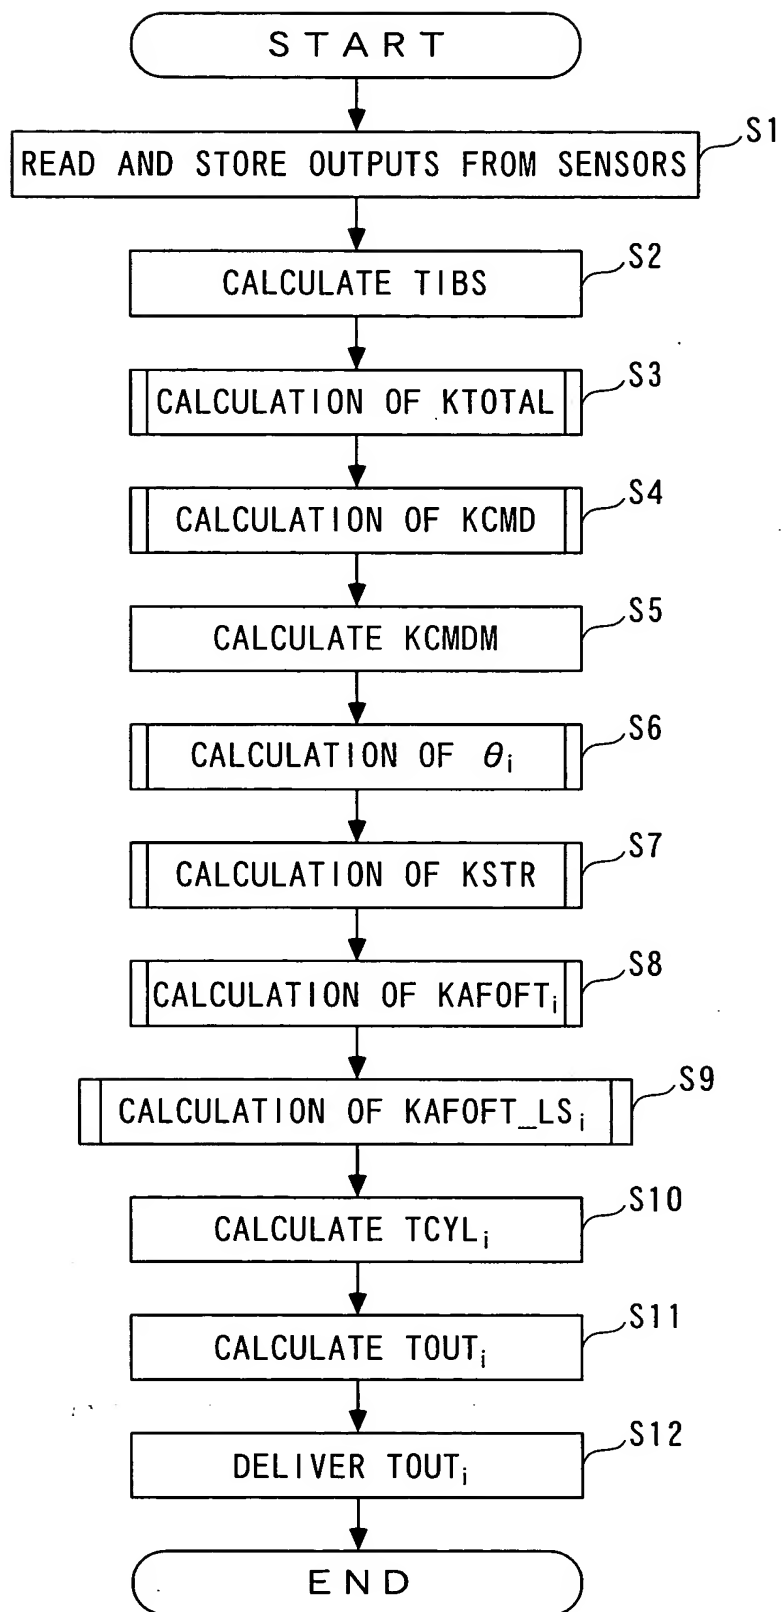 START
READ AND STORE OUTPUTS FROM SENSORS
S1
CALCULATE TIBS
S2
CALCULATION OF KTOTAL
S3
CALCULATION OF KCMD
S4
CALCULATE KCMDM
S5
CALCULATION OF θi
S6
CALCULATION OF KSTR
S7
CALCULATION OF KAFOFTi
S8
CALCULATION OF KAFOFT_LSi
S9
CALCULATE TCYLi
S10
CALCULATE TOUTi
S11
DELIVER TOUTi
S12
END